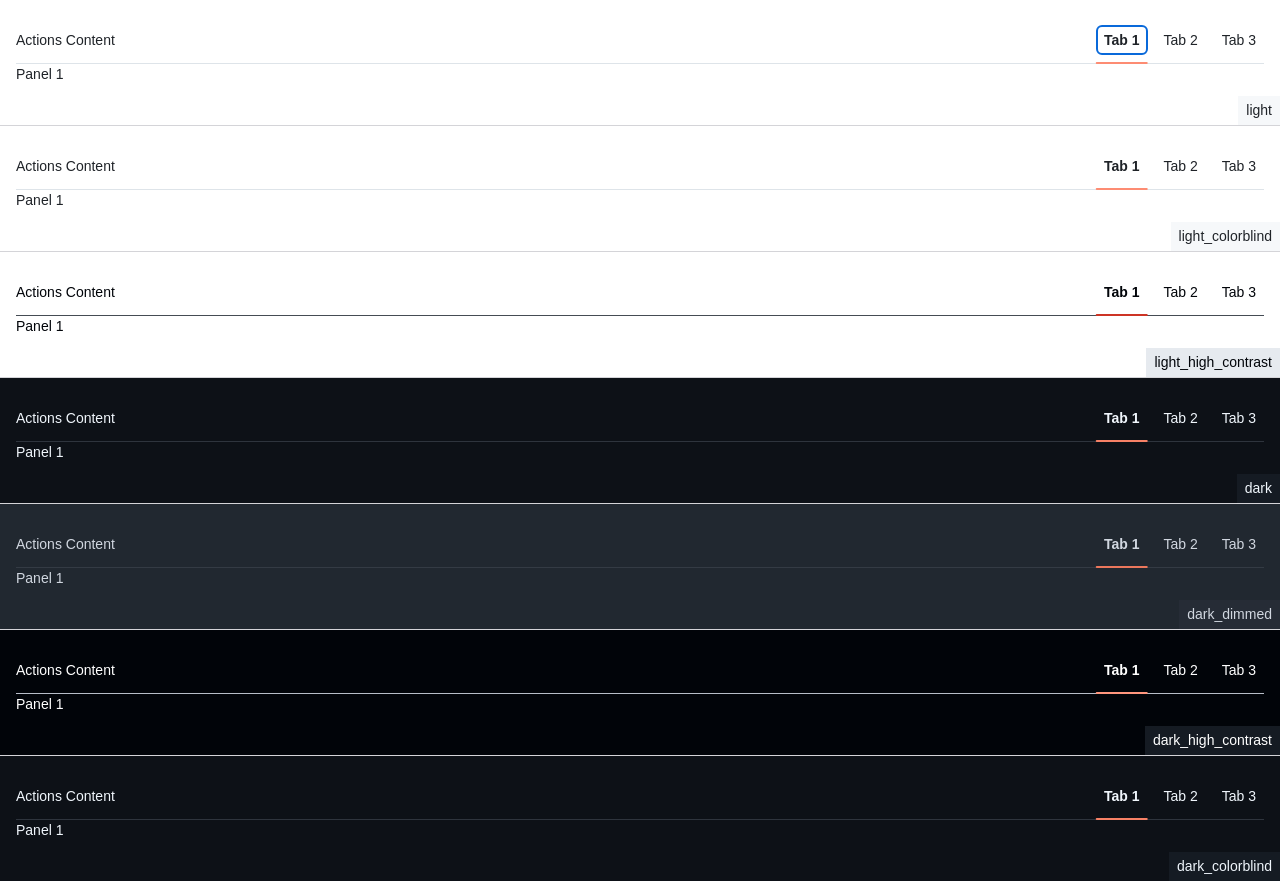 Actions Content Tab 1 Tab 2 Tab 3
Panel 1
light
Actions Content Tab 1 Tab 2 Tab 3
Panel 1
light_colorblind
Actions Content Tab 1 Tab 2 Tab 3
Panel 1
light_high_contrast
Actions Content Tab 1 Tab 2 Tab 3
Panel 1
dark
Actions Content Tab 1 Tab 2 Tab 3
Panel 1
dark_dimmed
Actions Content Tab 1 Tab 2 Tab 3
Panel 1
dark_high_contrast
Actions Content Tab 1 Tab 2 Tab 3
Panel 1
dark_colorblind